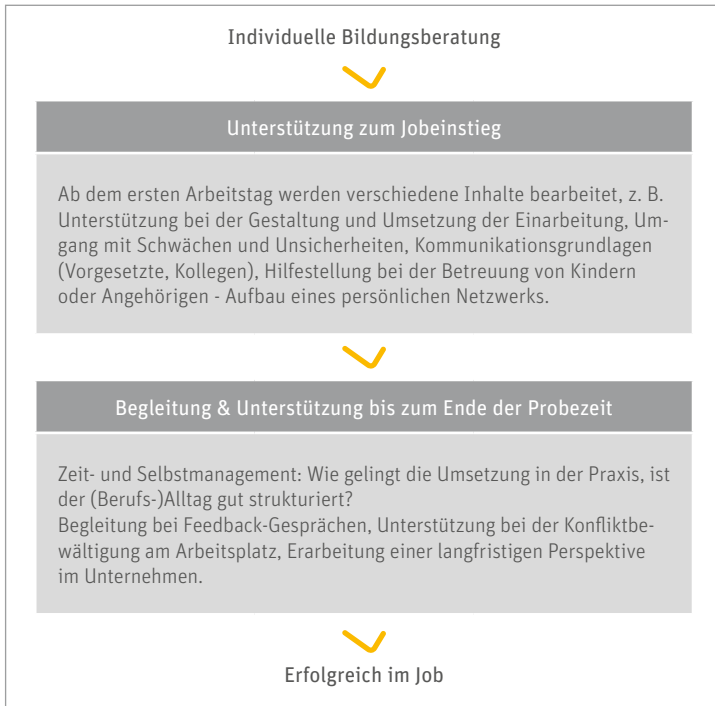 Individuelle Bildungsberatung
Unterstützung zum Jobeinstieg
Ab dem ersten Arbeitstag werden verschiedene Inhalte bearbeitet, z. B.
Unterstützung bei der Gestaltung und Umsetzung der Einarbeitung, Um-
gang mit Schwächen und Unsicherheiten, Kommunikationsgrundlagen
(Vorgesetzte, Kollegen), Hilfestellung bei der Betreuung von Kindern
oder Angehörigen - Aufbau eines persönlichen Netzwerks.
Begleitung & Unterstützung bis zum Ende der Probezeit
Zeit- und Selbstmanagement: Wie gelingt die Umsetzung in der Praxis, ist
der (Berufs-)Alltag gut strukturiert?
Begleitung bei Feedback-Gesprächen, Unterstützung bei der Konfliktbe-
wältigung am Arbeitsplatz, Erarbeitung einer langfristigen Perspektive
im Unternehmen.
Erfolgreich im Job